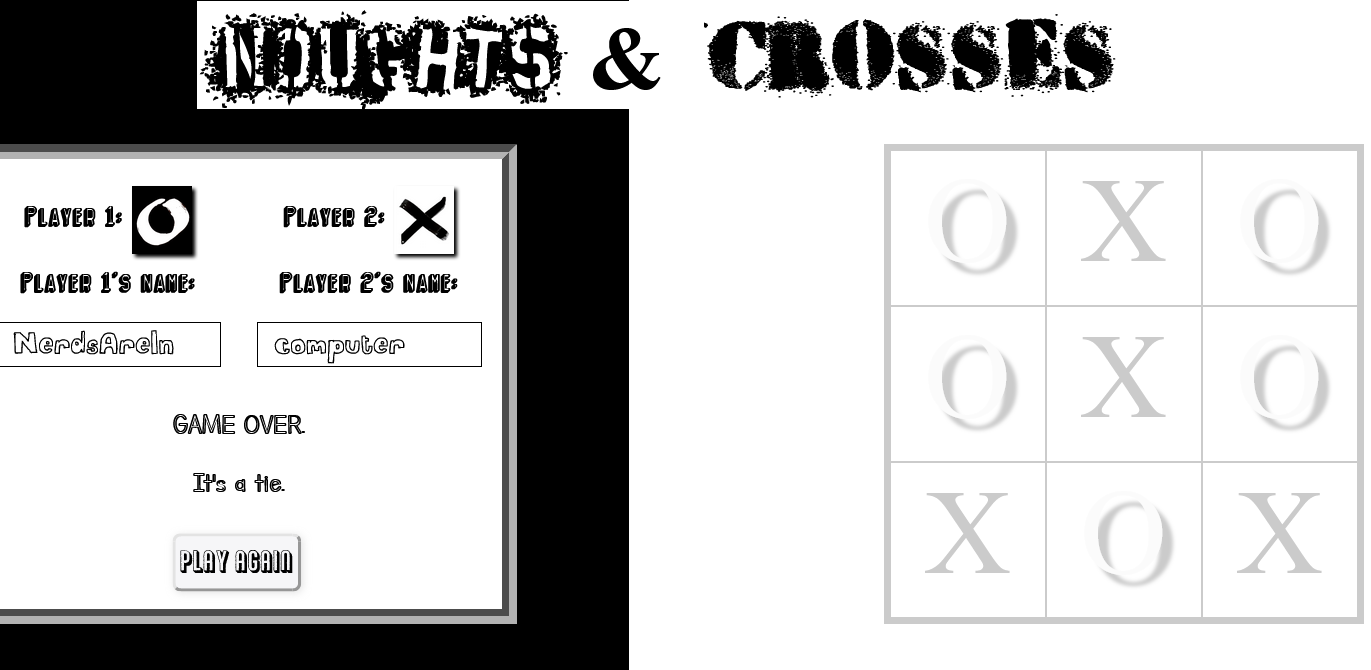 NOUGHTS & CROSSES
PLAYER 1: O
PLAYER 2: X
PLAYER 1'S NAME:
PLAYER 2'S NAME:
NerdsAreIn
computer
GAME OVER.
It's a tie.
PLAY AGAIN
O X O
O X O
X O X